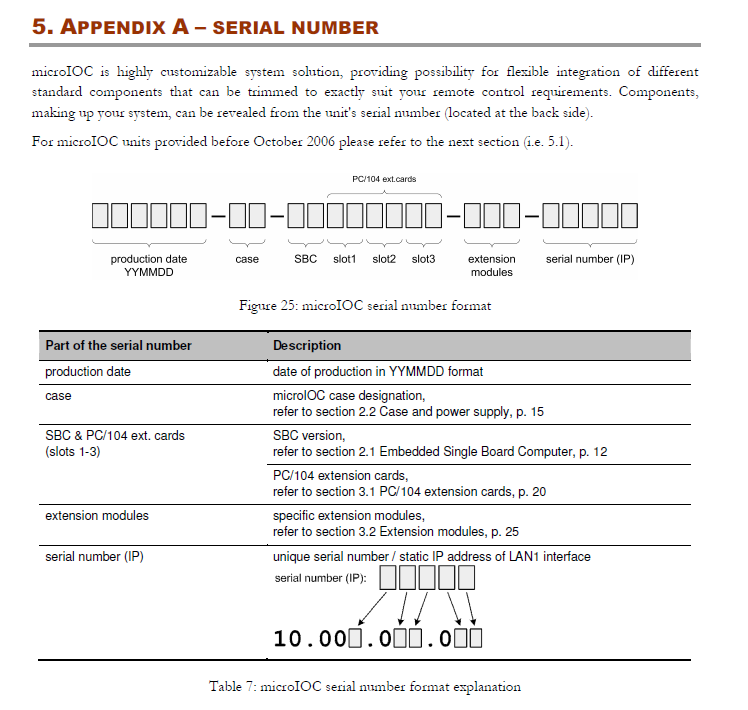 5. APPENDIX A – SERIAL NUMBER
microIOC is highly customizable system solution, providing possibility for flexible integration of different
standard components that can be trimmed to exactly suit your remote control requirements. Components,
making up your system, can be revealed from the unit's serial number (located at the back side).
For microIOC units provided before October 2006 please refer to the next section (i.e. 5.1).
PC/104 ext.cards
production date case SBC slot1 slot2 slot3 extension serial number (IP)
YYMMDD modules
Figure 25: microIOC serial number format
Part of the serial number Description
production date date of production in YYMMDD format
case microIOC case designation,
refer to section 2.2 Case and power supply, p. 15
SBC & PC/104 ext. cards SBC version,
(slots 1-3) refer to section 2.1 Embedded Single Board Computer, p. 12
PC/104 extension cards,
refer to section 3.1 PC/104 extension cards, p. 20
extension modules specific extension modules,
refer to section 3.2 Extension modules, p. 25
serial number (IP) unique serial number / static IP address of LAN1 interface
serial number (IP):
10.00□.0□□.0□□
Table 7: microIOC serial number format explanation